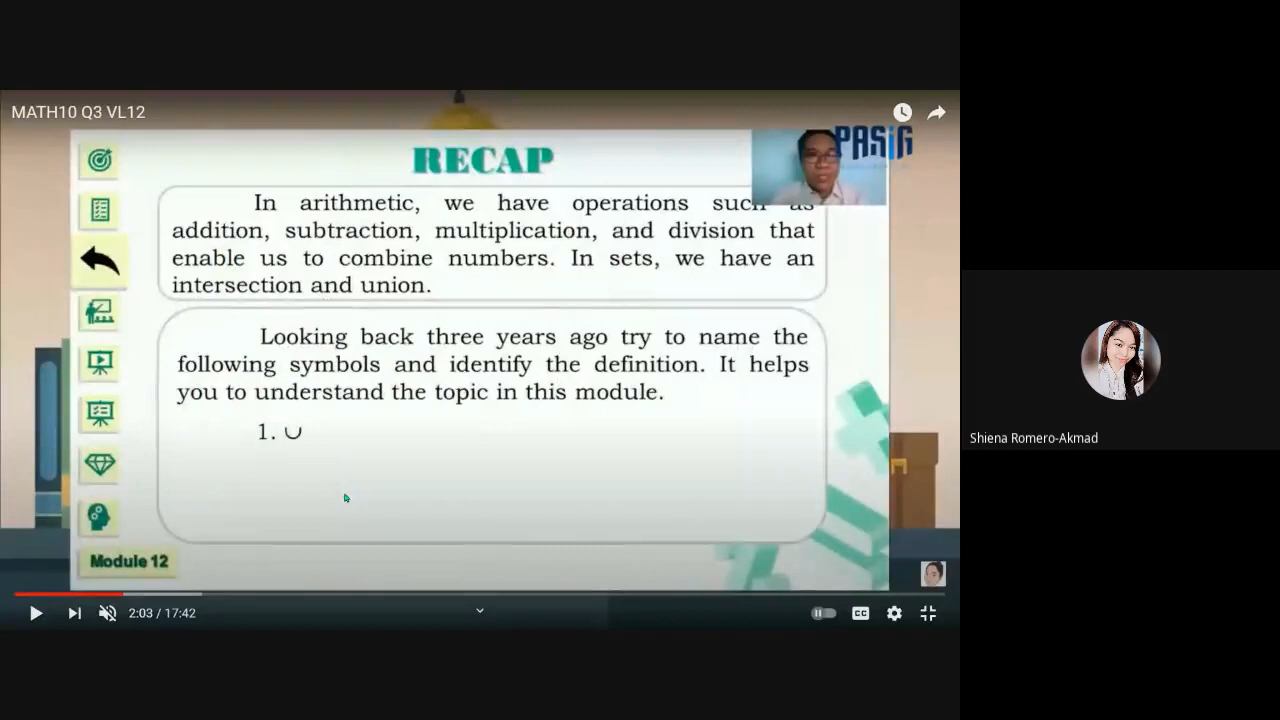 MATH10 Q3 VL12
PASIG
RECAP
In arithmetic, we have operations such as
addition, subtraction, multiplication, and division that
enable us to combine numbers. In sets, we have an
intersection and union.
Looking back three years ago try to name the
following symbols and identify the definition. It helps
you to understand the topic in this module.
1. ∪
Module 12
2:03 / 17:42
CC
Shiena Romero-Akmad